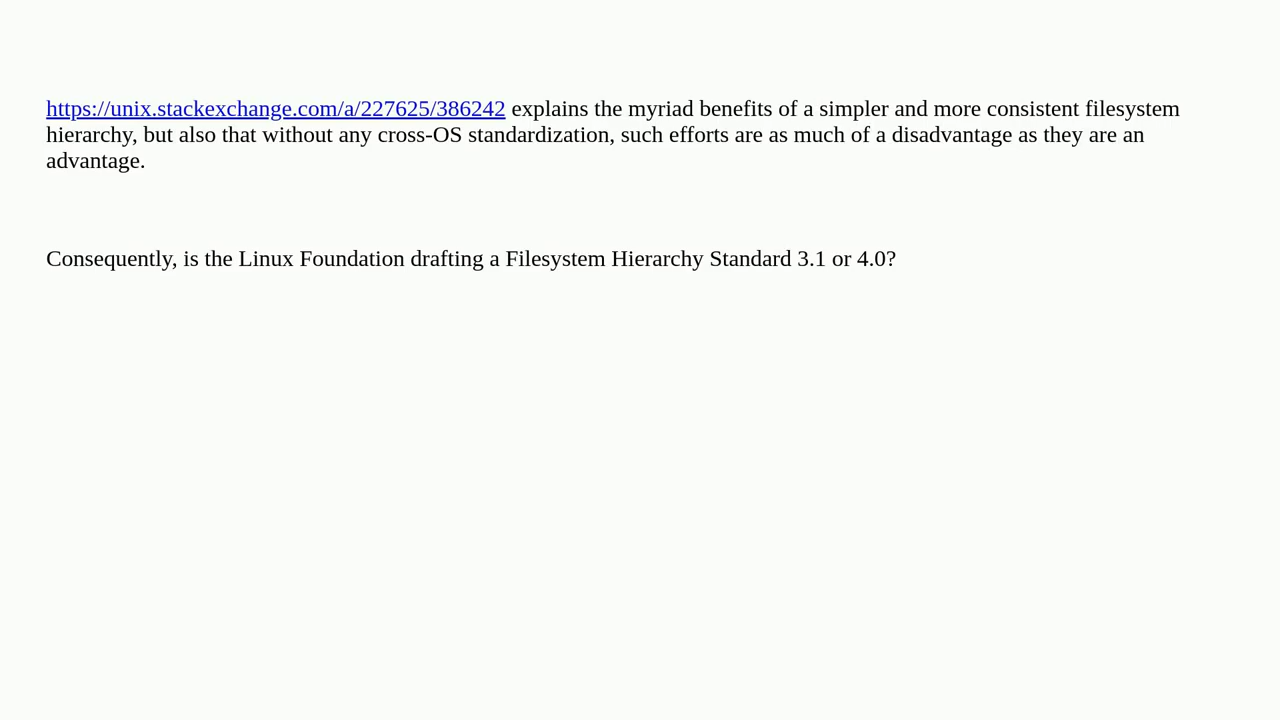 https://unix.stackexchange.com/a/227625/386242 explains the myriad benefits of a simpler and more consistent filesystem
hierarchy, but also that without any cross-OS standardization, such efforts are as much of a disadvantage as they are an
advantage.
Consequently, is the Linux Foundation drafting a Filesystem Hierarchy Standard 3.1 or 4.0?